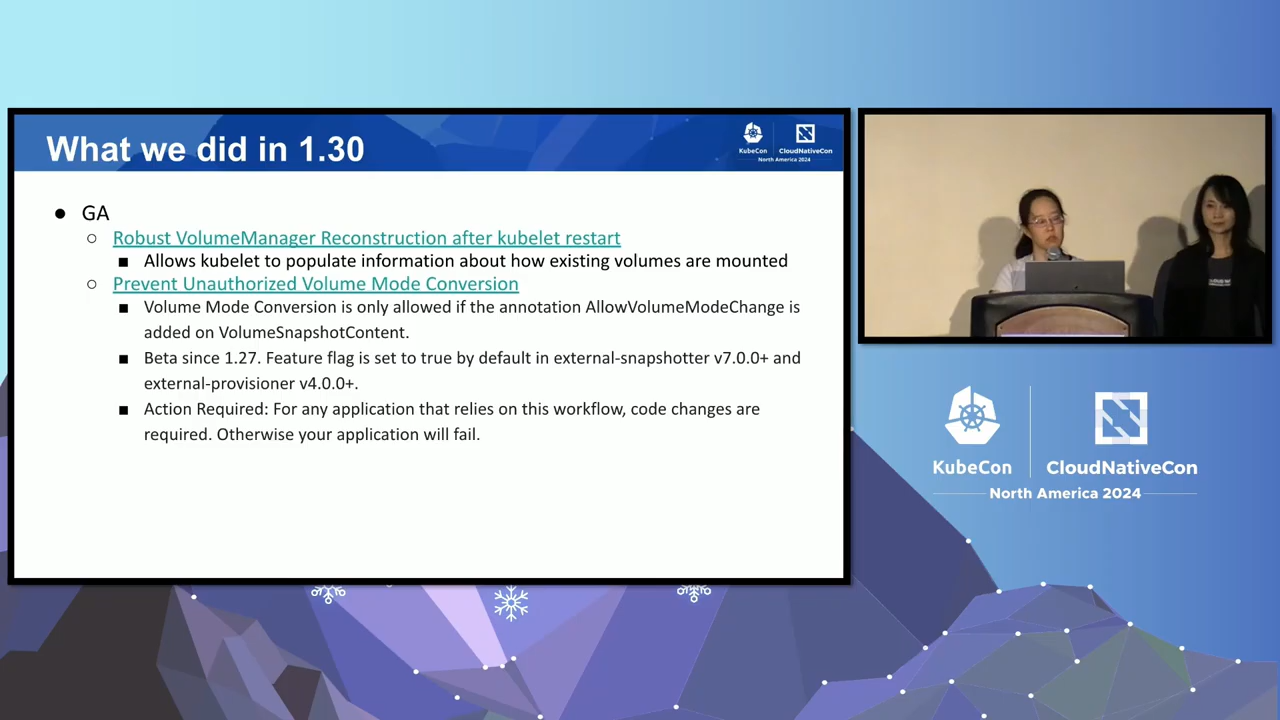 What we did in 1.30
KubeCon
CloudNativeCon
North America 2024
● GA
○ Robust VolumeManager Reconstruction after kubelet restart
■ Allows kubelet to populate information about how existing volumes are mounted
○ Prevent Unauthorized Volume Mode Conversion
■ Volume Mode Conversion is only allowed if the annotation AllowVolumeModeChange is
added on VolumeSnapshotContent.
■ Beta since 1.27. Feature flag is set to true by default in external-snapshotter v7.0.0+ and
external-provisioner v4.0.0+.
■ Action Required: For any application that relies on this workflow, code changes are
required. Otherwise your application will fail.
KubeCon
CloudNativeCon
North America 2024